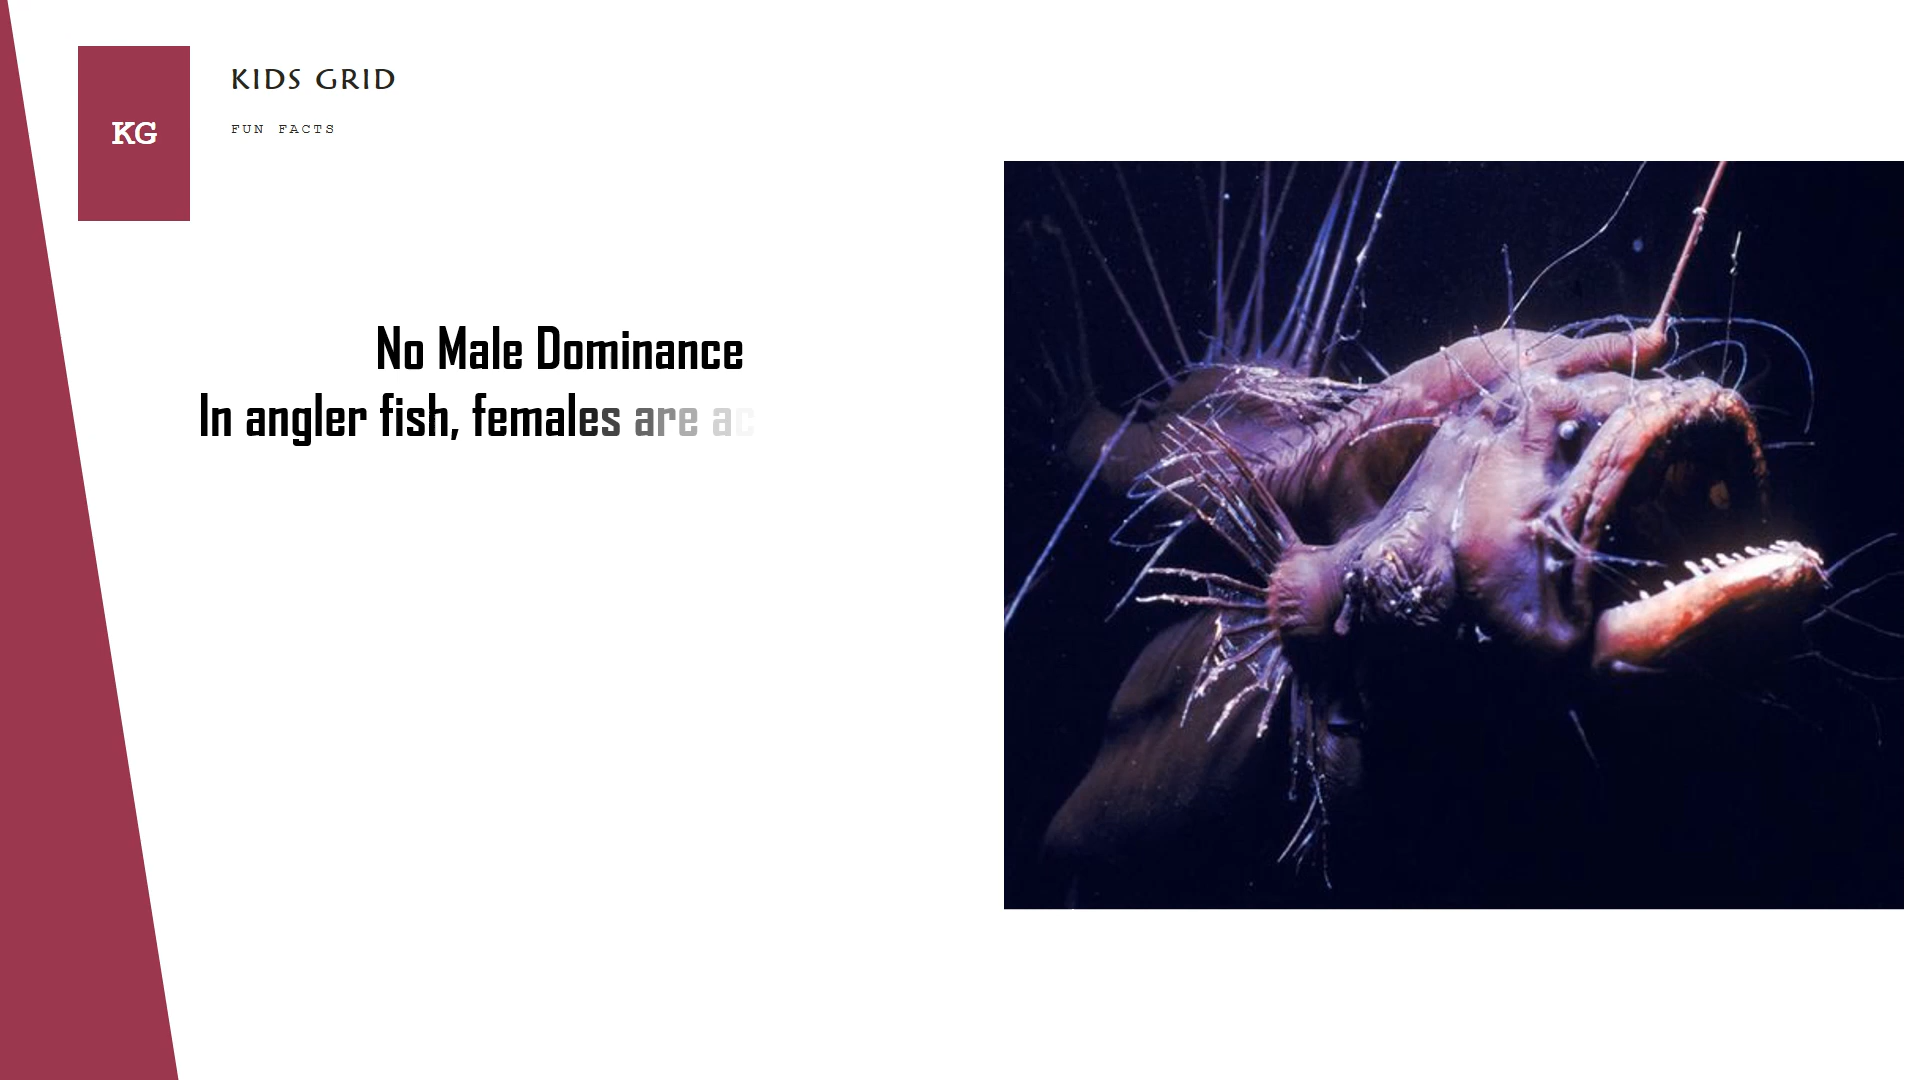 KG
KIDS GRID
FUN FACTS
No Male Dominance
In angler fish, females are